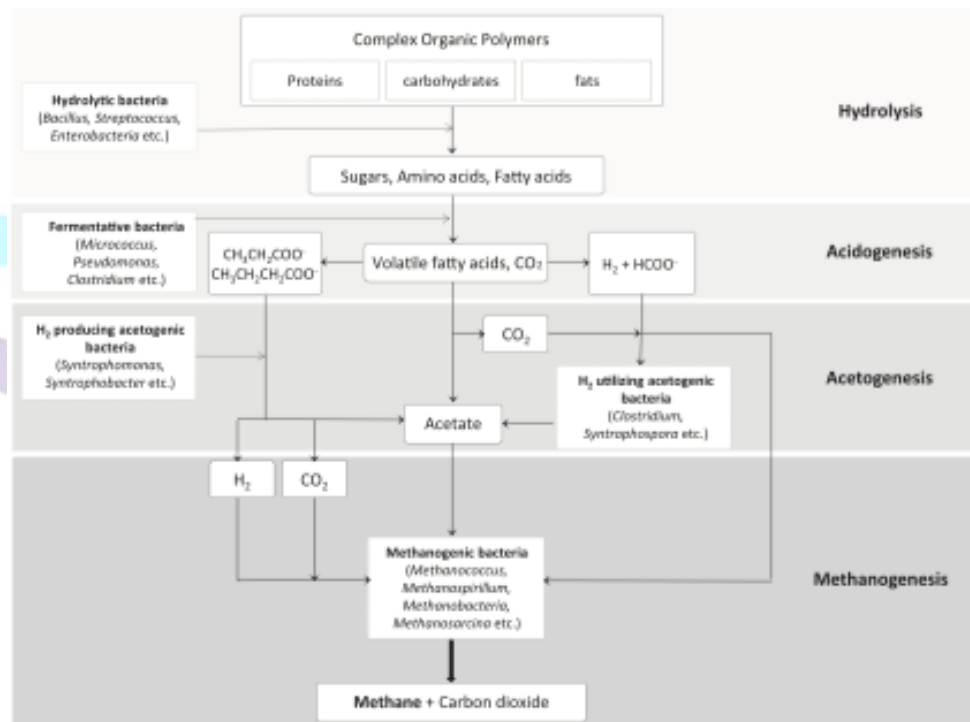 Complex Organic Polymers
Proteins
carbohydrates
fats
Hydrolytic bacteria
(Bacillus, Streptococcus,
Enterobacteria etc.)
Hydrolysis
Sugars, Amino acids, Fatty acids
Fermentative bacteria
(Micrococcus,
Pseudomonas,
Clostridium etc.)
CH₃CH₂COO⁻
CH₃CH₂CH₂COO⁻
Volatile fatty acids, CO₂
H₂ + HCOO⁻
Acidogenesis
H₂ producing acetogenic
bacteria
(Syntrophomonas,
Syntrophobacter etc.)
CO₂
H₂ utilizing acetogenic
bacteria
(Clostridium,
Syntrophospora etc.)
Acetogenesis
Acetate
H₂
CO₂
Methanogenic bacteria
(Methanococcus,
Methanospirillum,
Methanobacteria,
Methanosarcina etc.)
Methanogenesis
Methane + Carbon dioxide